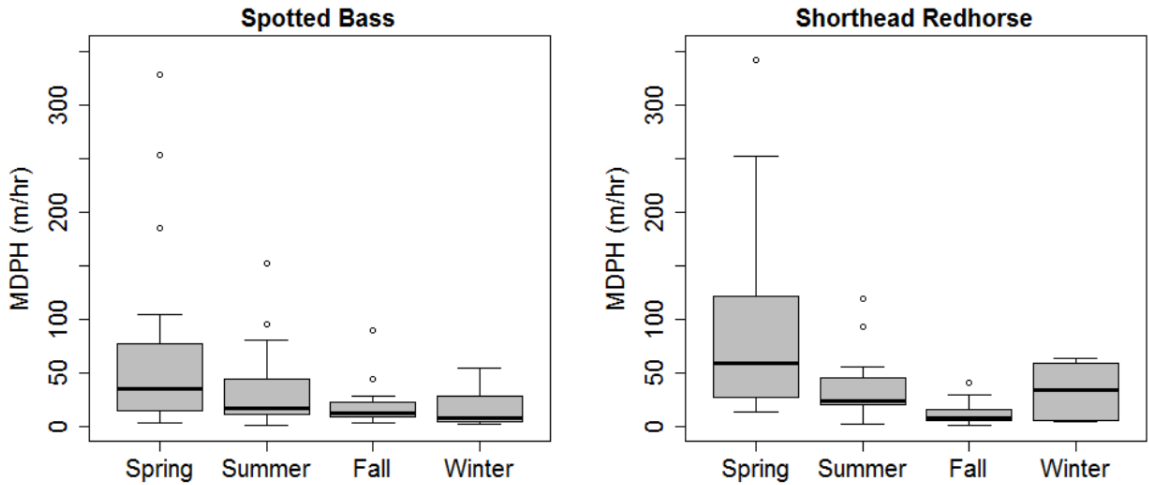 Spotted Bass
MDPH (m/hr)
300
200
100
50
0
Spring Summer Fall Winter
Shorthead Redhorse
MDPH (m/hr)
300
200
100
50
0
Spring Summer Fall Winter